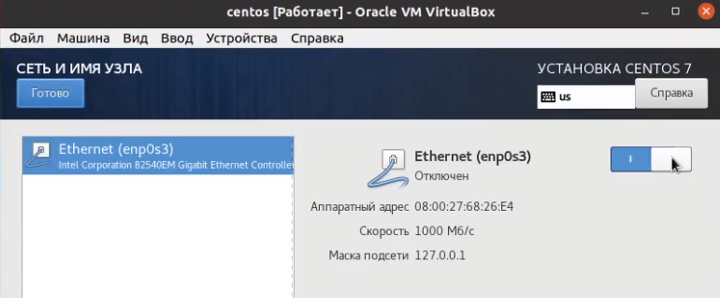 centos [Работает] - Oracle VM VirtualBox
Файл Машина Вид Ввод Устройства Справка
СЕТЬ И ИМЯ УЗЛА
Готово
УСТАНОВКА CENTOS 7
us
Справка
Ethernet (enp0s3)
Intel Corporation 82540EM Gigabit Ethernet Controller
Ethernet (enp0s3)
Отключен
Аппаратный адрес 08:00:27:68:26:E4
Скорость 1000 Мб/с
Маска подсети 127.0.0.1